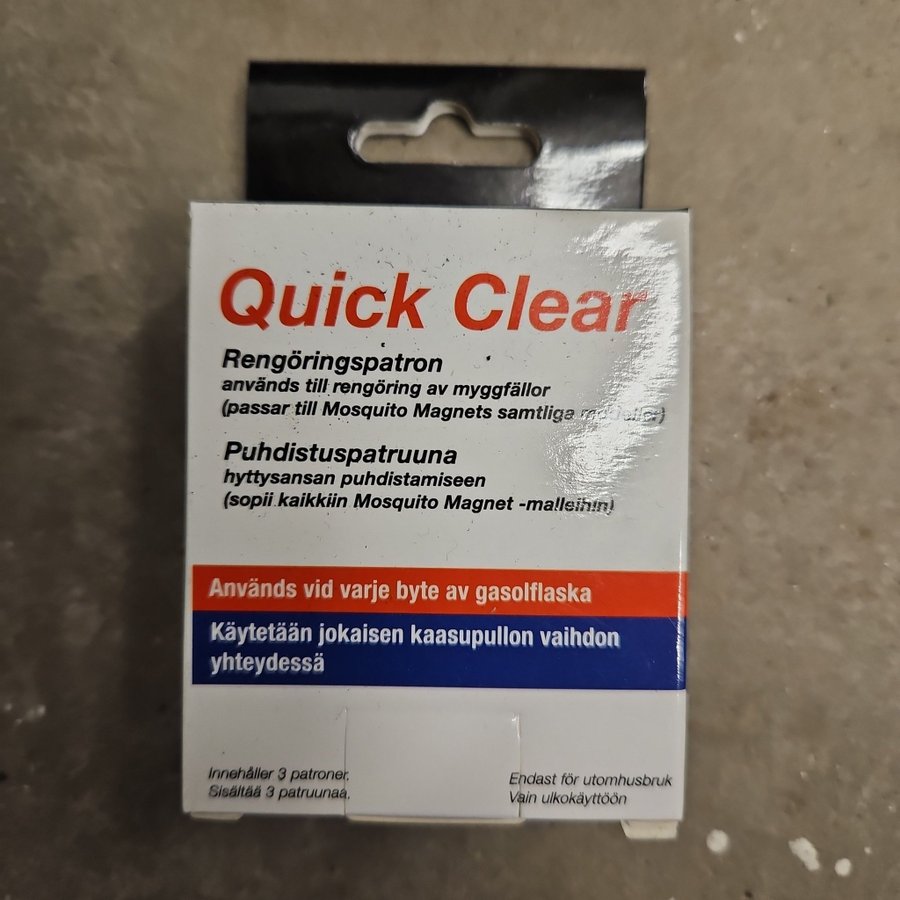 Quick Clear
Rengöringspatron
används till rengöring av myggfällor
(passar till Mosquito Magnets samtliga modeller)
Puhdistuspatruuna
hyttysansan puhdistamiseen
(sopii kaikkiin Mosquito Magnet -malleihin)
Används vid varje byte av gasolflaska
Käytetään jokaisen kaasupullon vaihdon
yhteydessä
Innehåller 3 patroner.
Sisältää 3 patruunaa.
Endast för utomhusbruk
Vain ulkokäyttöön